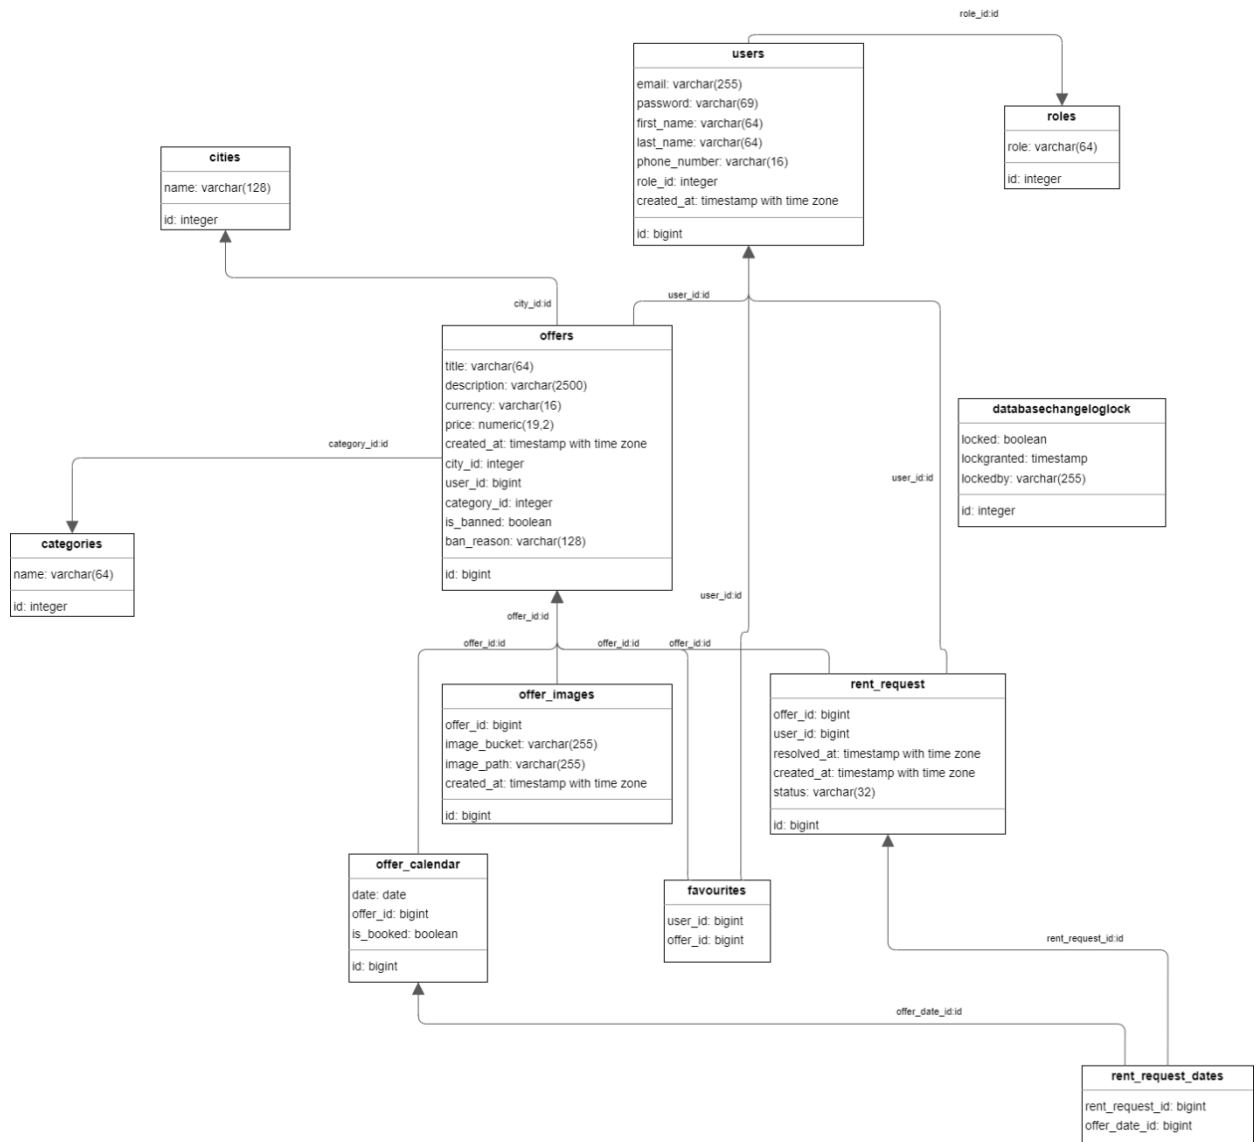 role_id:id
users
email: varchar(255)
password: varchar(69)
first_name: varchar(64)
last_name: varchar(64)
phone_number: varchar(16)
role_id: integer
created_at: timestamp with time zone
id: bigint
roles
role: varchar(64)
id: integer
cities
name: varchar(128)
id: integer
city_id:id
user_id:id
offers
title: varchar(64)
description: varchar(2500)
currency: varchar(16)
price: numeric(19,2)
created_at: timestamp with time zone
city_id: integer
user_id: bigint
category_id: integer
is_banned: boolean
ban_reason: varchar(128)
id: bigint
category_id:id
categories
name: varchar(64)
id: integer
databasechangeloglock
locked: boolean
lockgranted: timestamp
lockedby: varchar(255)
id: integer
user_id:id
user_id:id
offer_id:id
offer_id:id
offer_id:id
offer_id:id
offer_images
offer_id: bigint
image_bucket: varchar(255)
image_path: varchar(255)
created_at: timestamp with time zone
id: bigint
rent_request
offer_id: bigint
user_id: bigint
resolved_at: timestamp with time zone
created_at: timestamp with time zone
status: varchar(32)
id: bigint
offer_calendar
date: date
offer_id: bigint
is_booked: boolean
id: bigint
favourites
user_id: bigint
offer_id: bigint
rent_request_id:id
offer_date_id:id
rent_request_dates
rent_request_id: bigint
offer_date_id: bigint